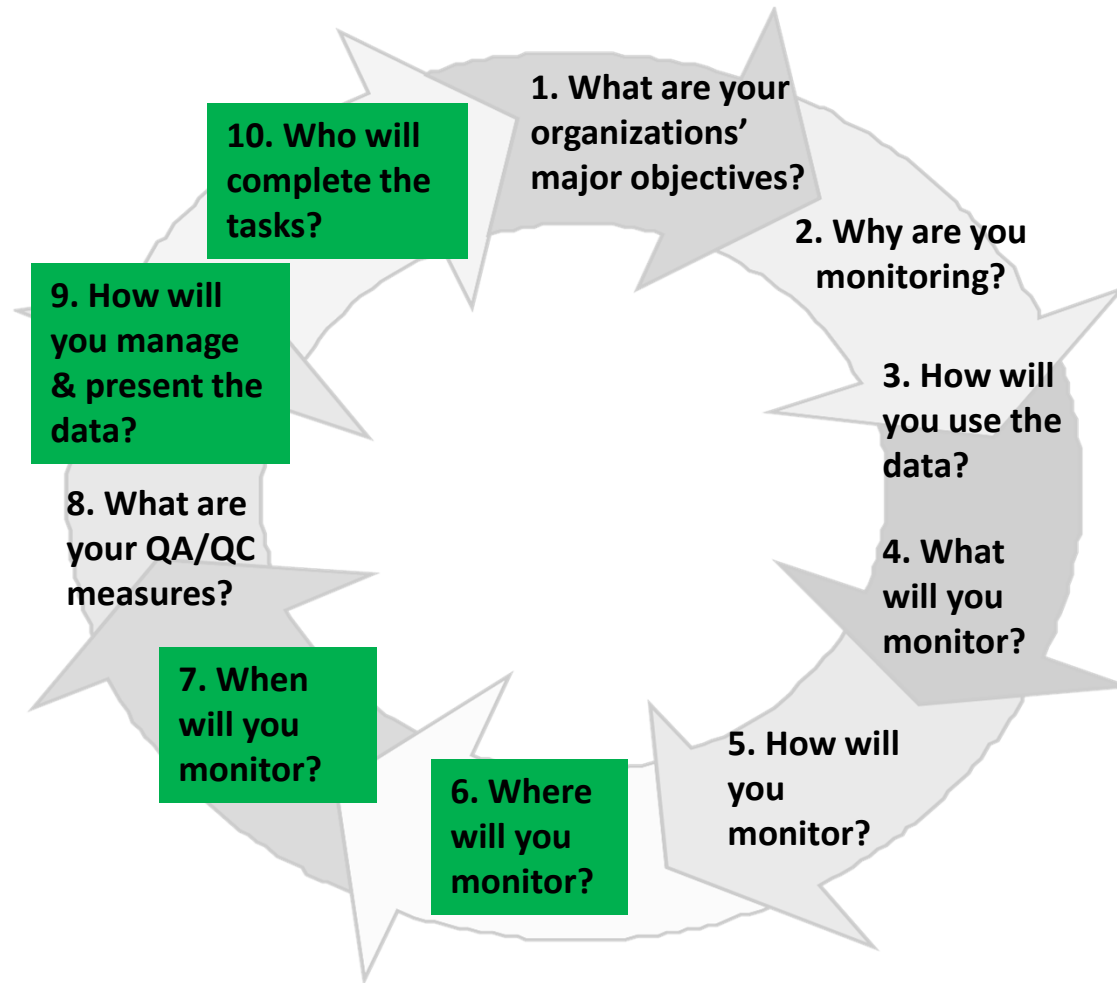 1. What are your
organizations’
major objectives?
2. Why are you
monitoring?
3. How will
you use the
data?
4. What
will you
monitor?
5. How will
you
monitor?
6. Where
will you
monitor?
7. When
will you
monitor?
8. What are
your QA/QC
measures?
9. How will
you manage
& present the
data?
10. Who will
complete the
tasks?